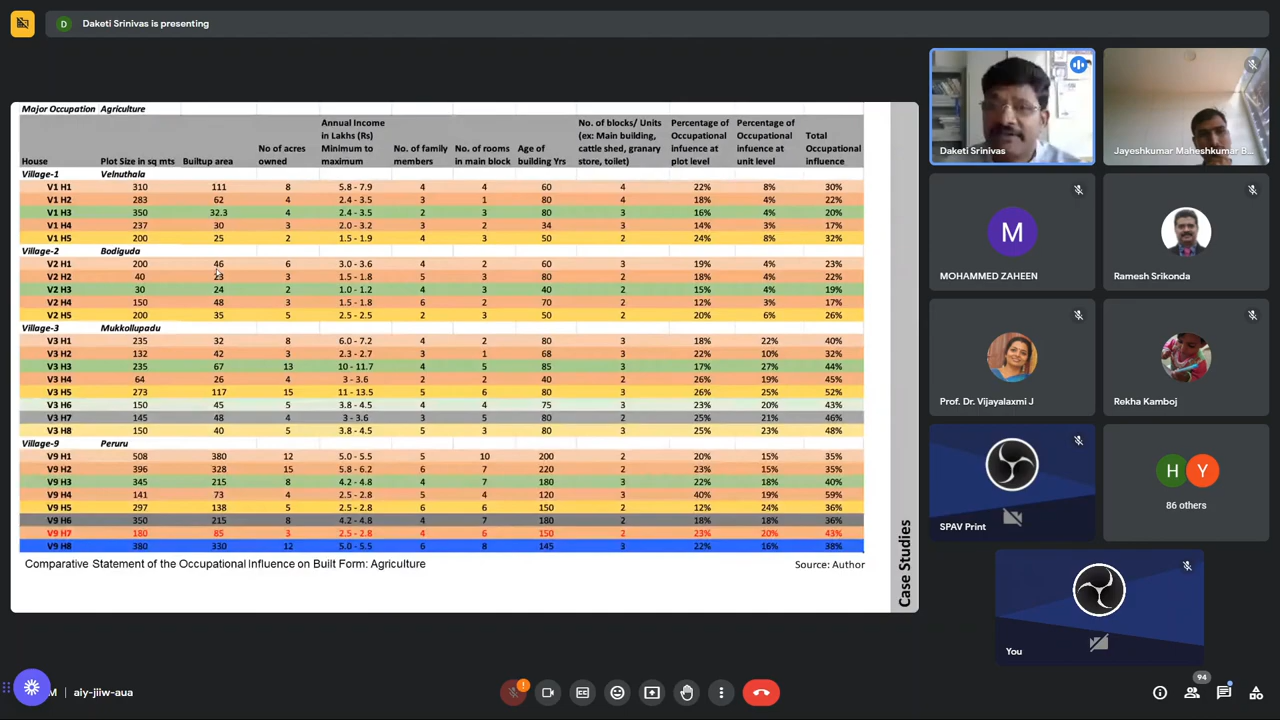 Daketi Srinivas is presenting
Major Occupation Agriculture
House Plot Size in sq mts Builtup area No of acres owned Annual Income in Lakhs (Rs) Minimum to maximum No. of family members No. of rooms in main block Age of building Yrs No. of blocks/ Units (ex: Main building, cattle shed, granary store, toilet) Percentage of Occupational infuence at plot level Percentage of Occupational infuence at unit level Total Occupational influence
Village-1 Velnuthala
V1 H1 310 111 8 5.8 - 7.9 4 4 60 4 22% 8% 30%
V1 H2 283 62 4 2.4 - 3.5 3 1 80 4 18% 4% 22%
V1 H3 350 32.3 4 2.4 - 3.5 2 3 80 3 16% 4% 20%
V1 H4 237 30 3 2.0 - 3.2 3 2 34 3 14% 3% 17%
V1 H5 200 25 2 1.5 - 1.9 4 3 50 2 24% 8% 32%
Village-2 Bodiguda
V2 H1 200 46 6 3.0 - 3.6 4 2 60 3 19% 4% 23%
V2 H2 40 3 1.5 - 1.8 5 3 80 2 18% 4% 22%
V2 H3 30 24 2 1.0 - 1.2 4 3 40 2 15% 4% 19%
V2 H4 150 48 3 1.5 - 1.8 6 2 70 2 12% 3% 17%
V2 H5 200 35 5 2.5 - 2.5 2 3 50 2 20% 6% 26%
Village-3 Mukkollupadu
V3 H1 235 32 8 6.0 - 7.2 4 2 80 3 18% 22% 40%
V3 H2 132 42 3 2.3 - 2.7 3 1 68 3 22% 10% 32%
V3 H3 235 67 13 10 - 11.7 4 5 85 3 17% 27% 44%
V3 H4 64 26 4 3 - 3.6 2 2 40 2 26% 19% 45%
V3 H5 273 117 15 11 - 13.5 4 6 80 3 26% 25% 52%
V3 H6 150 45 5 3.8 - 4.5 4 4 75 3 23% 20% 43%
V3 H7 145 48 4 3 - 3.6 3 5 80 2 25% 21% 46%
V3 H8 150 40 5 3.8 - 4.5 5 3 80 3 25% 23% 48%
Village-9 Peruru
V9 H1 508 380 12 5.0 - 5.5 5 10 200 2 20% 15% 35%
V9 H2 396 328 15 5.8 - 6.2 6 7 220 2 23% 15% 35%
V9 H3 345 215 8 4.2 - 4.8 4 7 180 3 22% 18% 40%
V9 H4 141 73 4 2.5 - 2.8 5 4 120 3 40% 19% 59%
V9 H5 297 138 5 2.5 - 2.8 6 6 150 2 12% 24% 36%
V9 H6 350 215 8 4.2 - 4.8 4 7 180 3 18% 18% 36%
V9 H7 180 85 3 2.5 - 2.8 4 6 150 2 23% 20% 43%
V9 H8 380 330 12 5.0 - 5.5 6 8 145 3 22% 16% 38%
Comparative Statement of the Occupational Influence on Built Form: Agriculture
Source: Author
Case Studies
Daketi Srinivas
Jayeshkumar Maheshkumar B...
MOHAMMED ZAHEEN
Ramesh Srikonda
Prof. Dr. Vijayalaxmi J
Rekha Kamboj
SPAV Print
86 others
You
M | aiy-jiiw-aua
94
D
M
H
Y